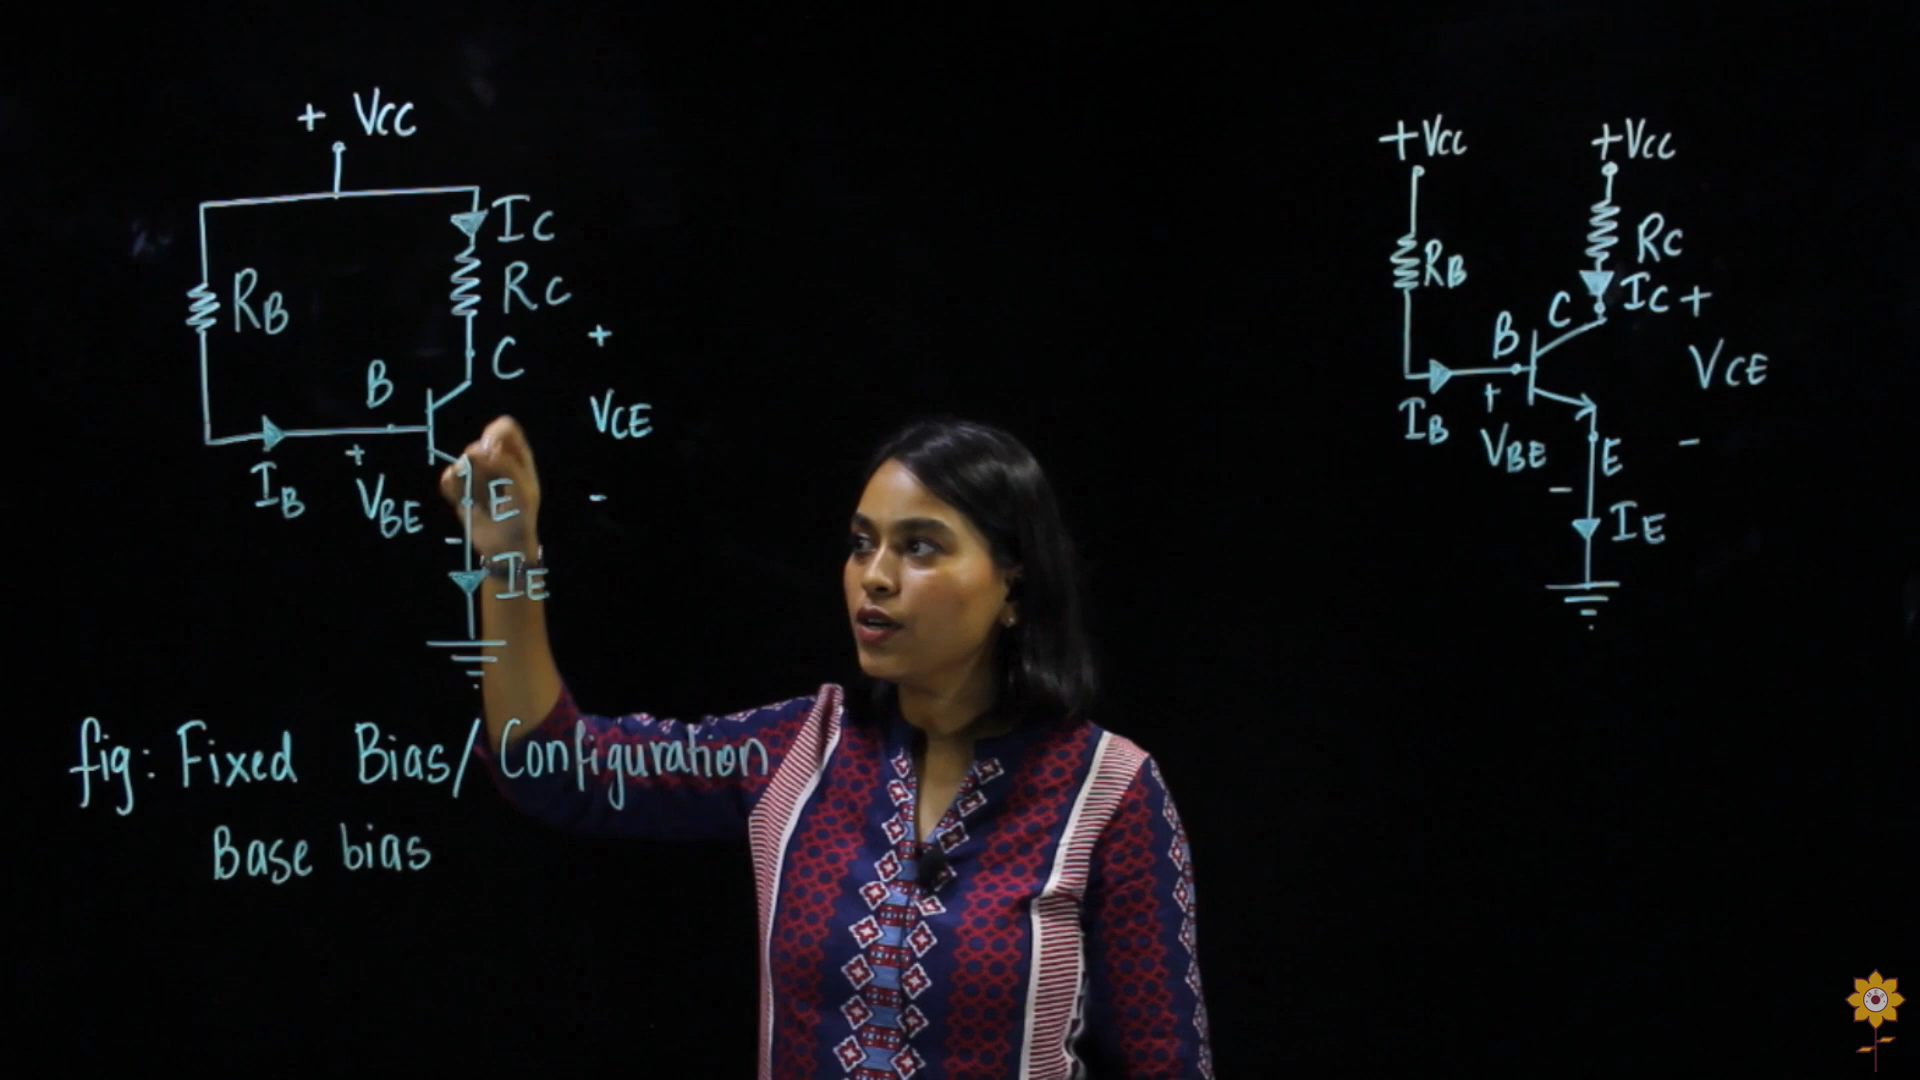 + VCC
IC
RB
RC
C
+
B
VCE
+
IB
VBE
E
-
-
IE
fig: Fixed Bias/ Configuration
Base bias
+VCC
+VCC
RC
RB
IC +
C
B
VCE
+
IB
VBE
E
-
-
IE